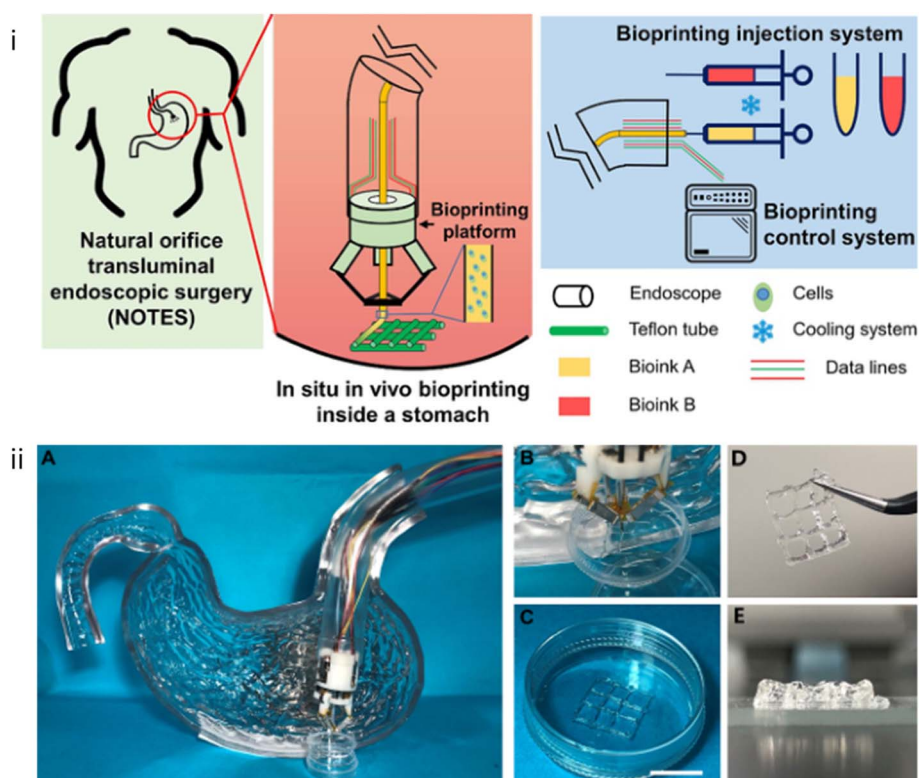 i
Natural orifice
transluminal
endoscopic surgery
(NOTES)
Bioprinting
platform
In situ in vivo bioprinting
inside a stomach
Bioprinting injection system
Bioprinting
control system
Endoscope
Cells
Teflon tube
Cooling system
Bioink A
Data lines
Bioink B
ii
A
B
C
D
E